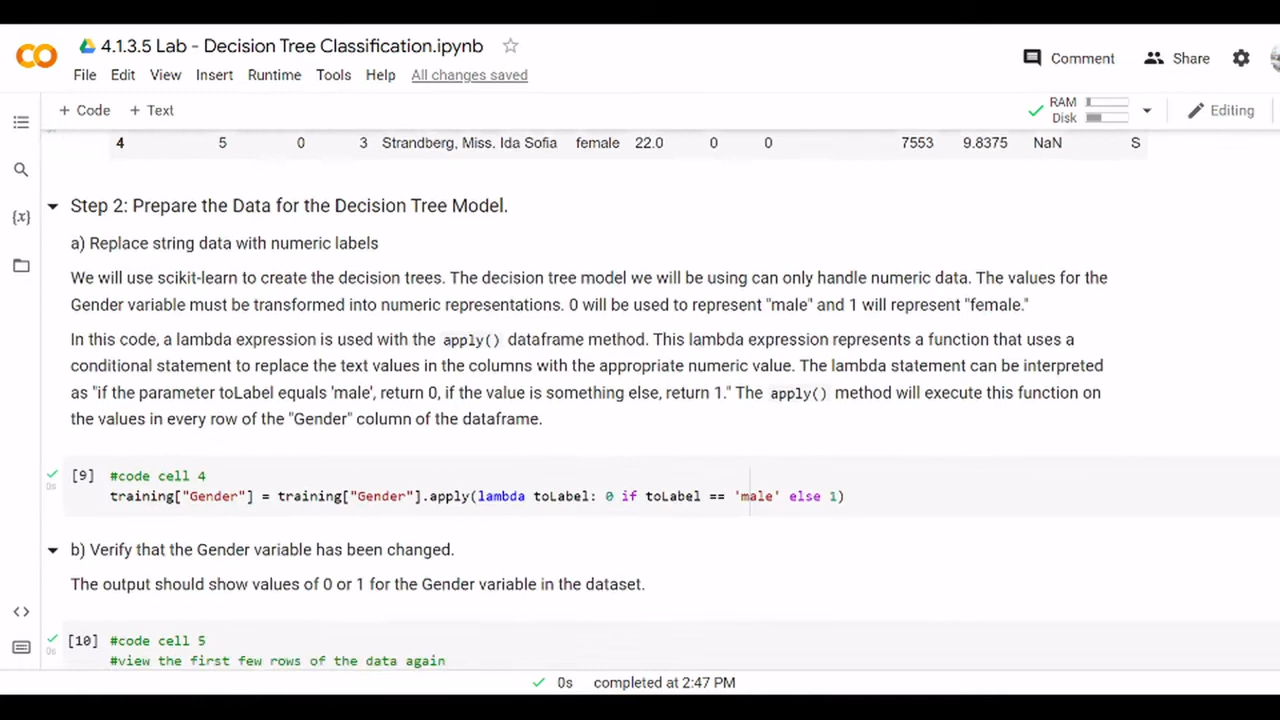 4.1.3.5 Lab - Decision Tree Classification.ipynb
Comment Share
File Edit View Insert Runtime Tools Help All changes saved
+ Code + Text
RAM
Disk
Editing
4 5 0 3 Strandberg, Miss. Ida Sofia female 22.0 0 0 7553 9.8375 NaN S
Step 2: Prepare the Data for the Decision Tree Model.
a) Replace string data with numeric labels
We will use scikit-learn to create the decision trees. The decision tree model we will be using can only handle numeric data. The values for the
Gender variable must be transformed into numeric representations. 0 will be used to represent "male" and 1 will represent "female."
In this code, a lambda expression is used with the apply() dataframe method. This lambda expression represents a function that uses a
conditional statement to replace the text values in the columns with the appropriate numeric value. The lambda statement can be interpreted
as "if the parameter toLabel equals 'male', return 0, if the value is something else, return 1." The apply() method will execute this function on
the values in every row of the "Gender" column of the dataframe.
[9] #code cell 4
0s
training["Gender"] = training["Gender"].apply(lambda toLabel: 0 if toLabel == 'male' else 1)
b) Verify that the Gender variable has been changed.
The output should show values of 0 or 1 for the Gender variable in the dataset.
[10] #code cell 5
0s
#view the first few rows of the data again
0s completed at 2:47 PM